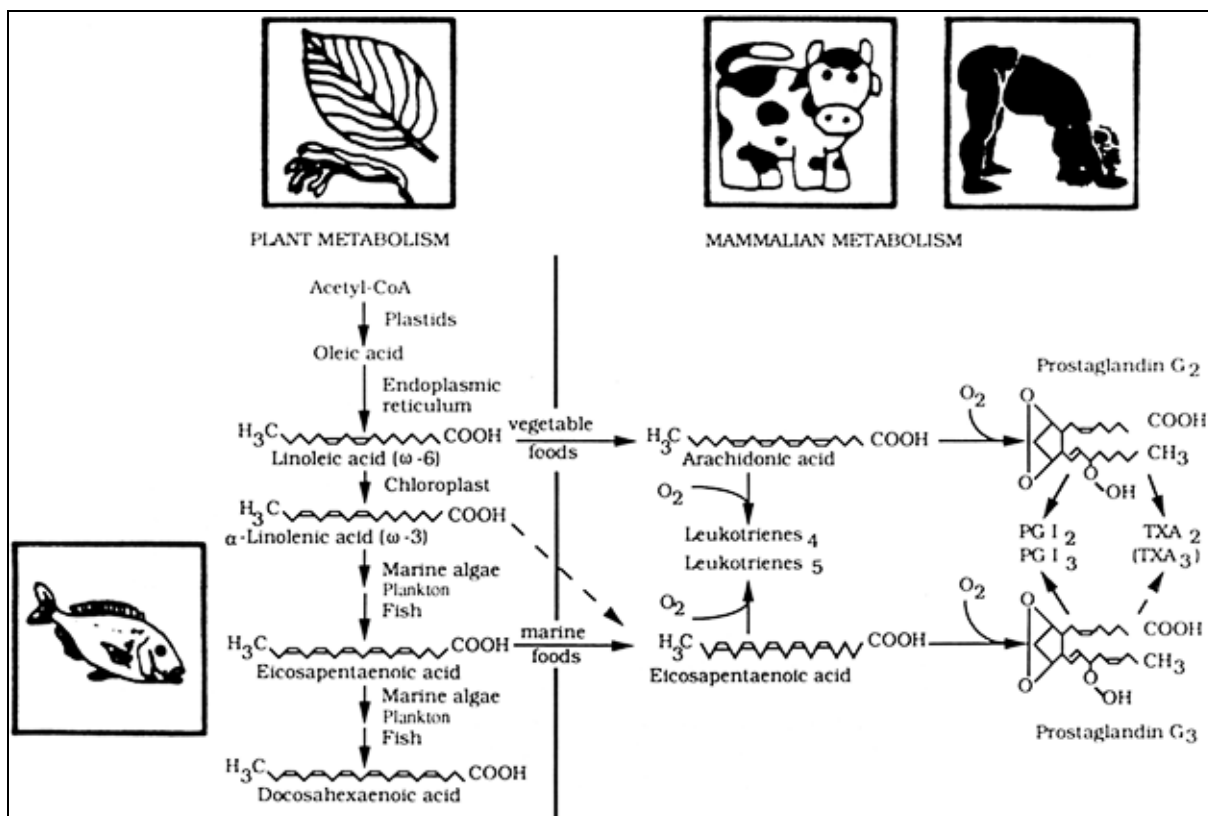 PLANT METABOLISM
MAMMALIAN METABOLISM
Acetyl-CoA
Plastids
Oleic acid
Endoplasmic
reticulum
H₃C COOH
Linoleic acid (ω-6)
vegetable
foods
H₃C COOH
Arachidonic acid
O₂
Prostaglandin G₂
O
O
COOH
CH₃
O
OH
Chloroplast
H₃C COOH
α-Linolenic acid (ω-3)
O₂
Leukotrienes ₄
Leukotrienes ₅
O₂
PG I ₂
PG I ₃
TXA ₂
(TXA ₃)
Marine algae
Plankton
Fish
H₃C COOH
Eicosapentaenoic acid
marine
foods
H₃C COOH
Eicosapentaenoic acid
O₂
O
O
COOH
CH₃
O
OH
Prostaglandin G₃
Marine algae
Plankton
Fish
H₃C COOH
Docosahexaenoic acid